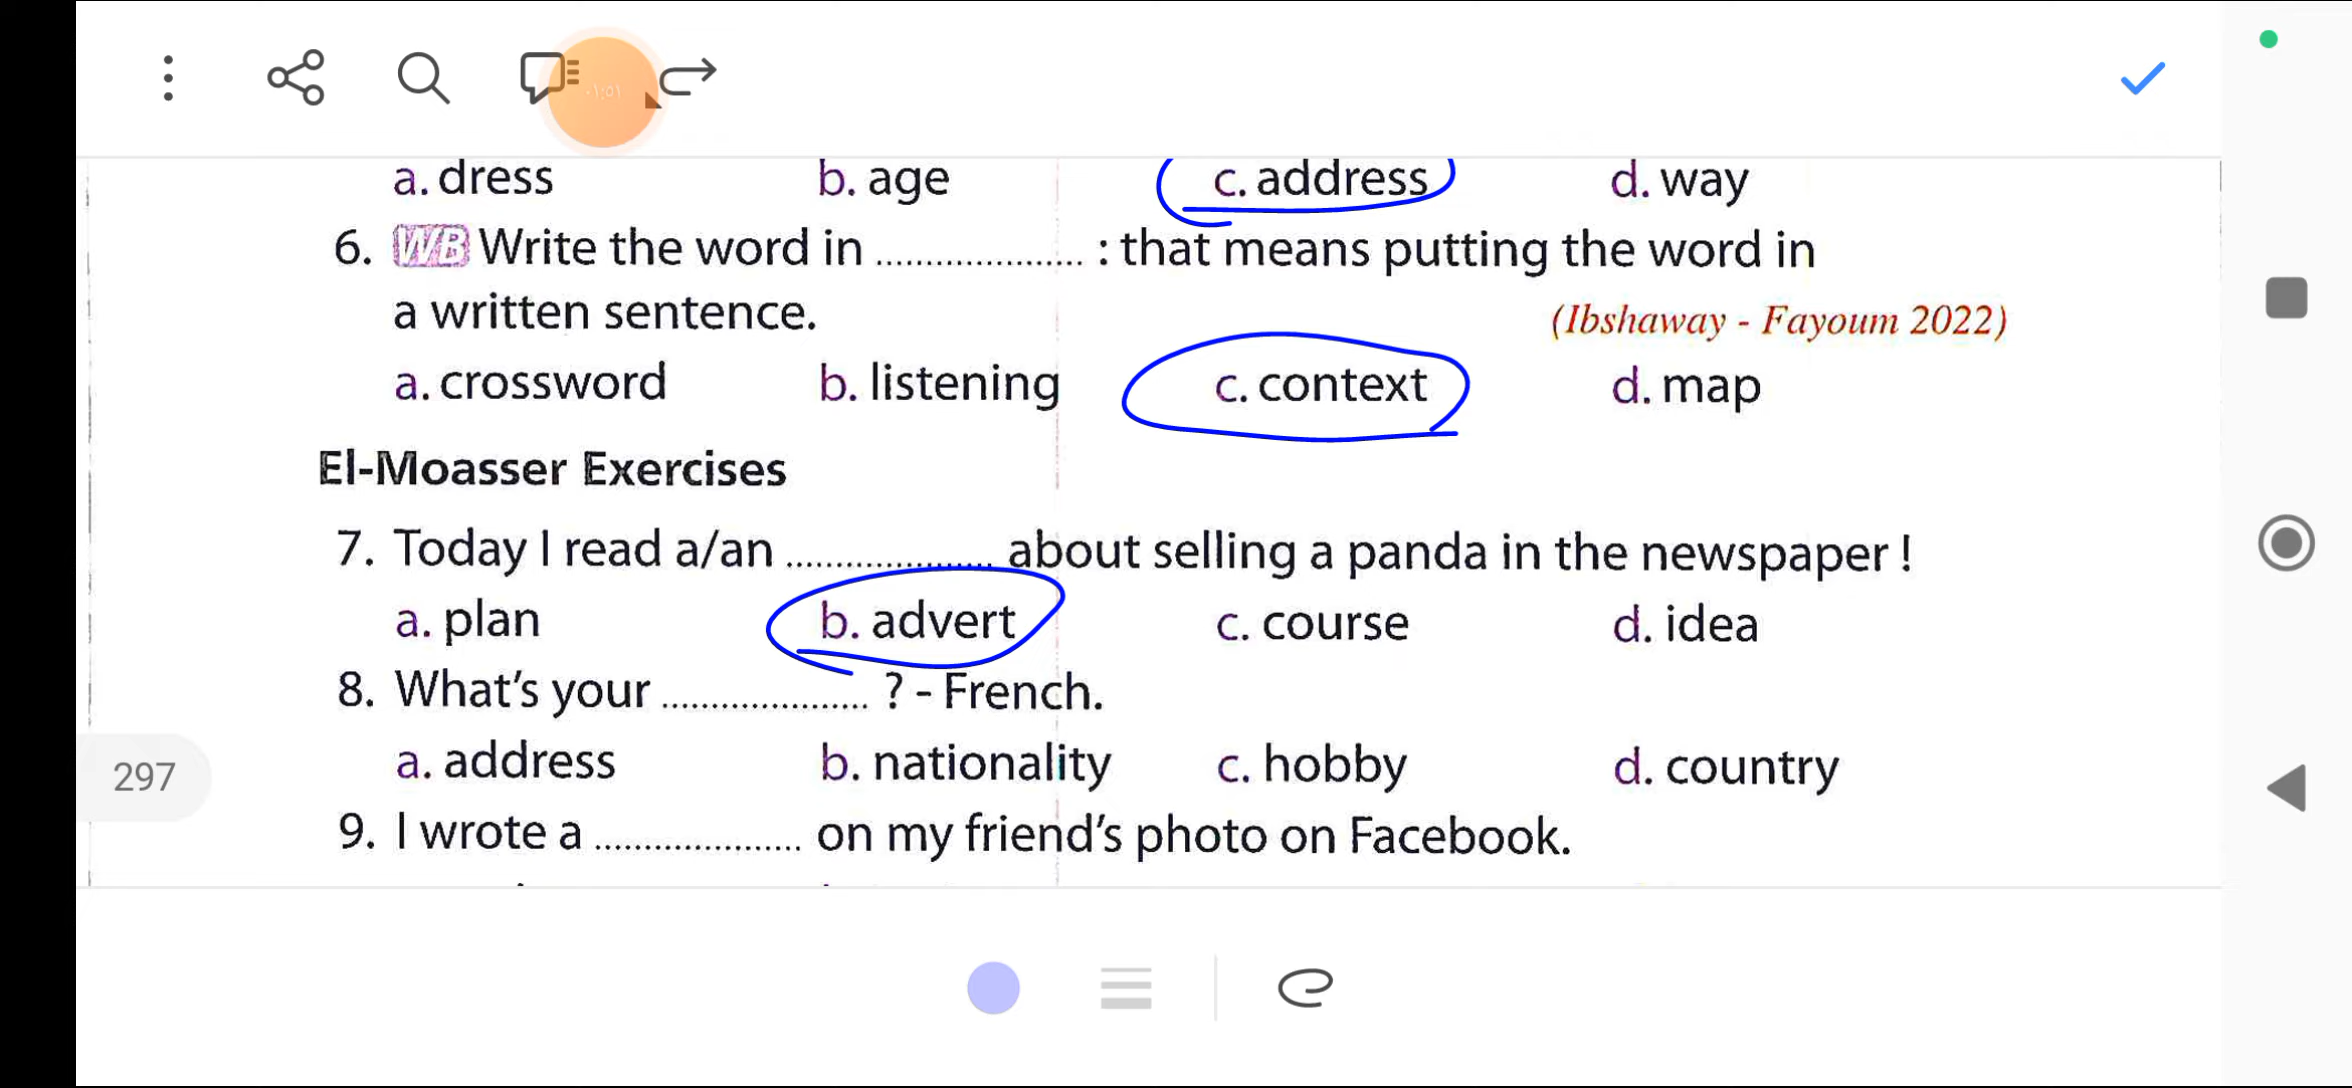 -1:01
a. dress b. age c. address d. way
6. WB Write the word in ..................... : that means putting the word in
a written sentence. (Ibshaway - Fayoum 2022)
a. crossword b. listening c. context d. map
El-Moasser Exercises
7. Today I read a/an ..................... about selling a panda in the newspaper !
a. plan b. advert c. course d. idea
8. What's your ..................... ? - French.
a. address b. nationality c. hobby d. country
297
9. I wrote a ..................... on my friend's photo on Facebook.